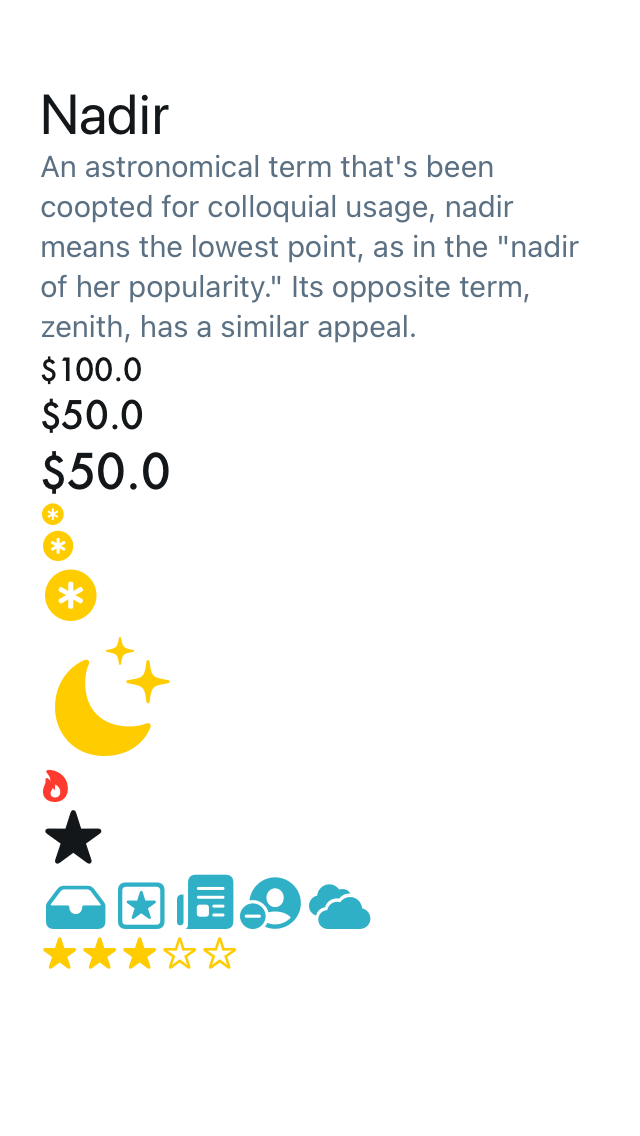 Nadir
An astronomical term that's been
coopted for colloquial usage, nadir
means the lowest point, as in the "nadir
of her popularity." Its opposite term,
zenith, has a similar appeal.
$100.0
$50.0
$50.0